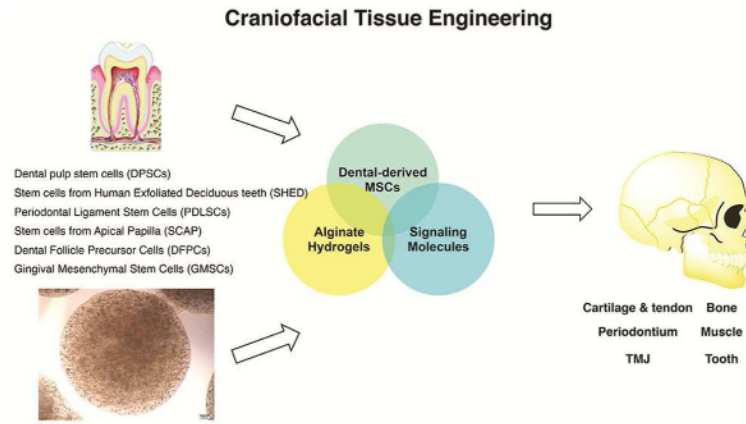 Craniofacial Tissue Engineering
Dental pulp stem cells (DPSCs)
Stem cells from Human Exfoliated Deciduous teeth (SHED)
Periodontal Ligament Stem Cells (PDLSCs)
Stem cells from Apical Papilla (SCAP)
Dental Follicle Precursor Cells (DFPCs)
Gingival Mesenchymal Stem Cells (GMSCs)
Dental-derived
MSCs
Alginate
Hydrogels
Signaling
Molecules
Cartilage & tendon Bone
Periodontium Muscle
TMJ Tooth